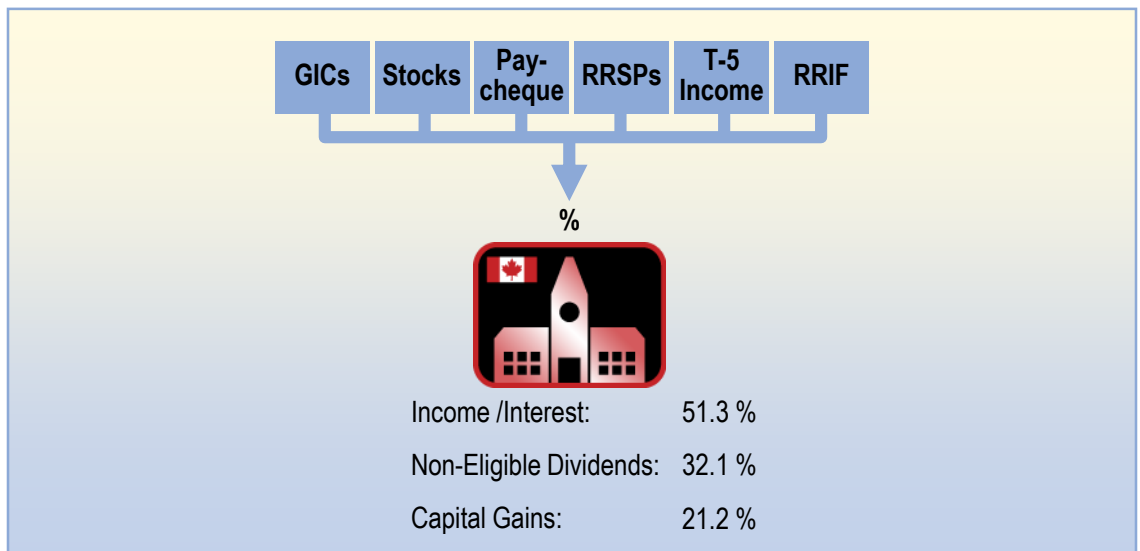 GICs
Stocks
Pay-
cheque
RRSPs
T-5
Income
RRIF
%
Income /Interest: 51.3 %
Non-Eligible Dividends: 32.1 %
Capital Gains: 21.2 %